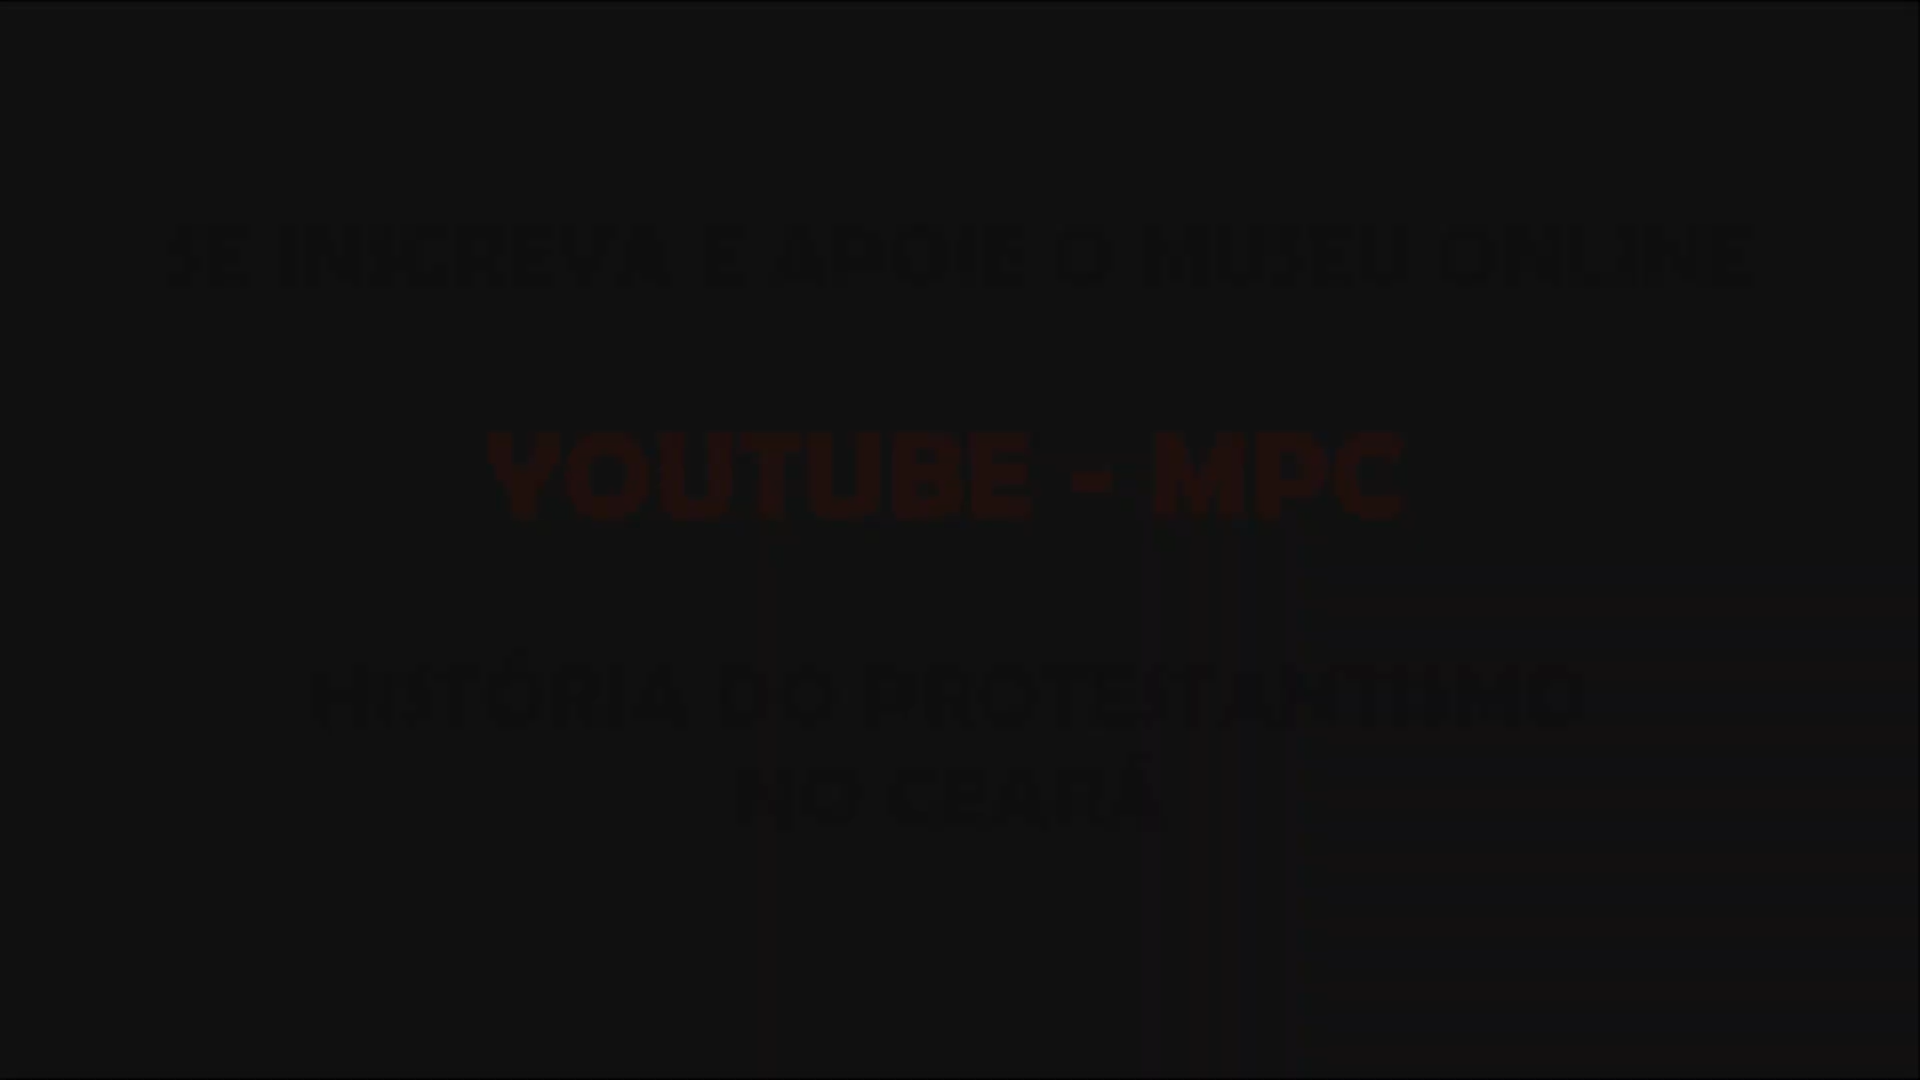 SE INSCREVA E APOIE O MUSEU ONLINE
YOUTUBE - MPC
HISTÓRIA DO PROTESTANTISMO
NO CEARÁ